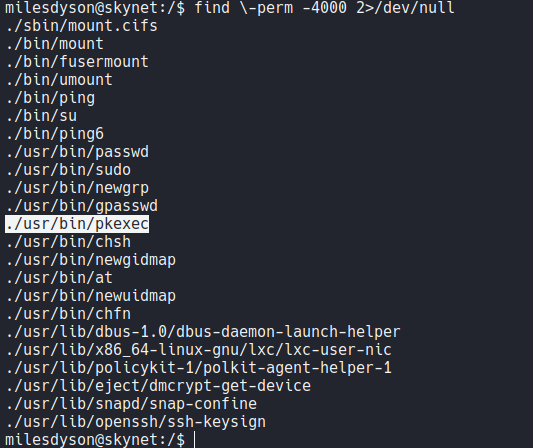 milesdyson@skynet:/$ find \-perm -4000 2>/dev/null
./sbin/mount.cifs
./bin/mount
./bin/fusermount
./bin/umount
./bin/ping
./bin/su
./bin/ping6
./usr/bin/passwd
./usr/bin/sudo
./usr/bin/newgrp
./usr/bin/gpasswd
./usr/bin/pkexec
./usr/bin/chsh
./usr/bin/newgidmap
./usr/bin/at
./usr/bin/newuidmap
./usr/bin/chfn
./usr/lib/dbus-1.0/dbus-daemon-launch-helper
./usr/lib/x86_64-linux-gnu/lxc/lxc-user-nic
./usr/lib/policykit-1/polkit-agent-helper-1
./usr/lib/eject/dmcrypt-get-device
./usr/lib/snapd/snap-confine
./usr/lib/openssh/ssh-keysign
milesdyson@skynet:/$